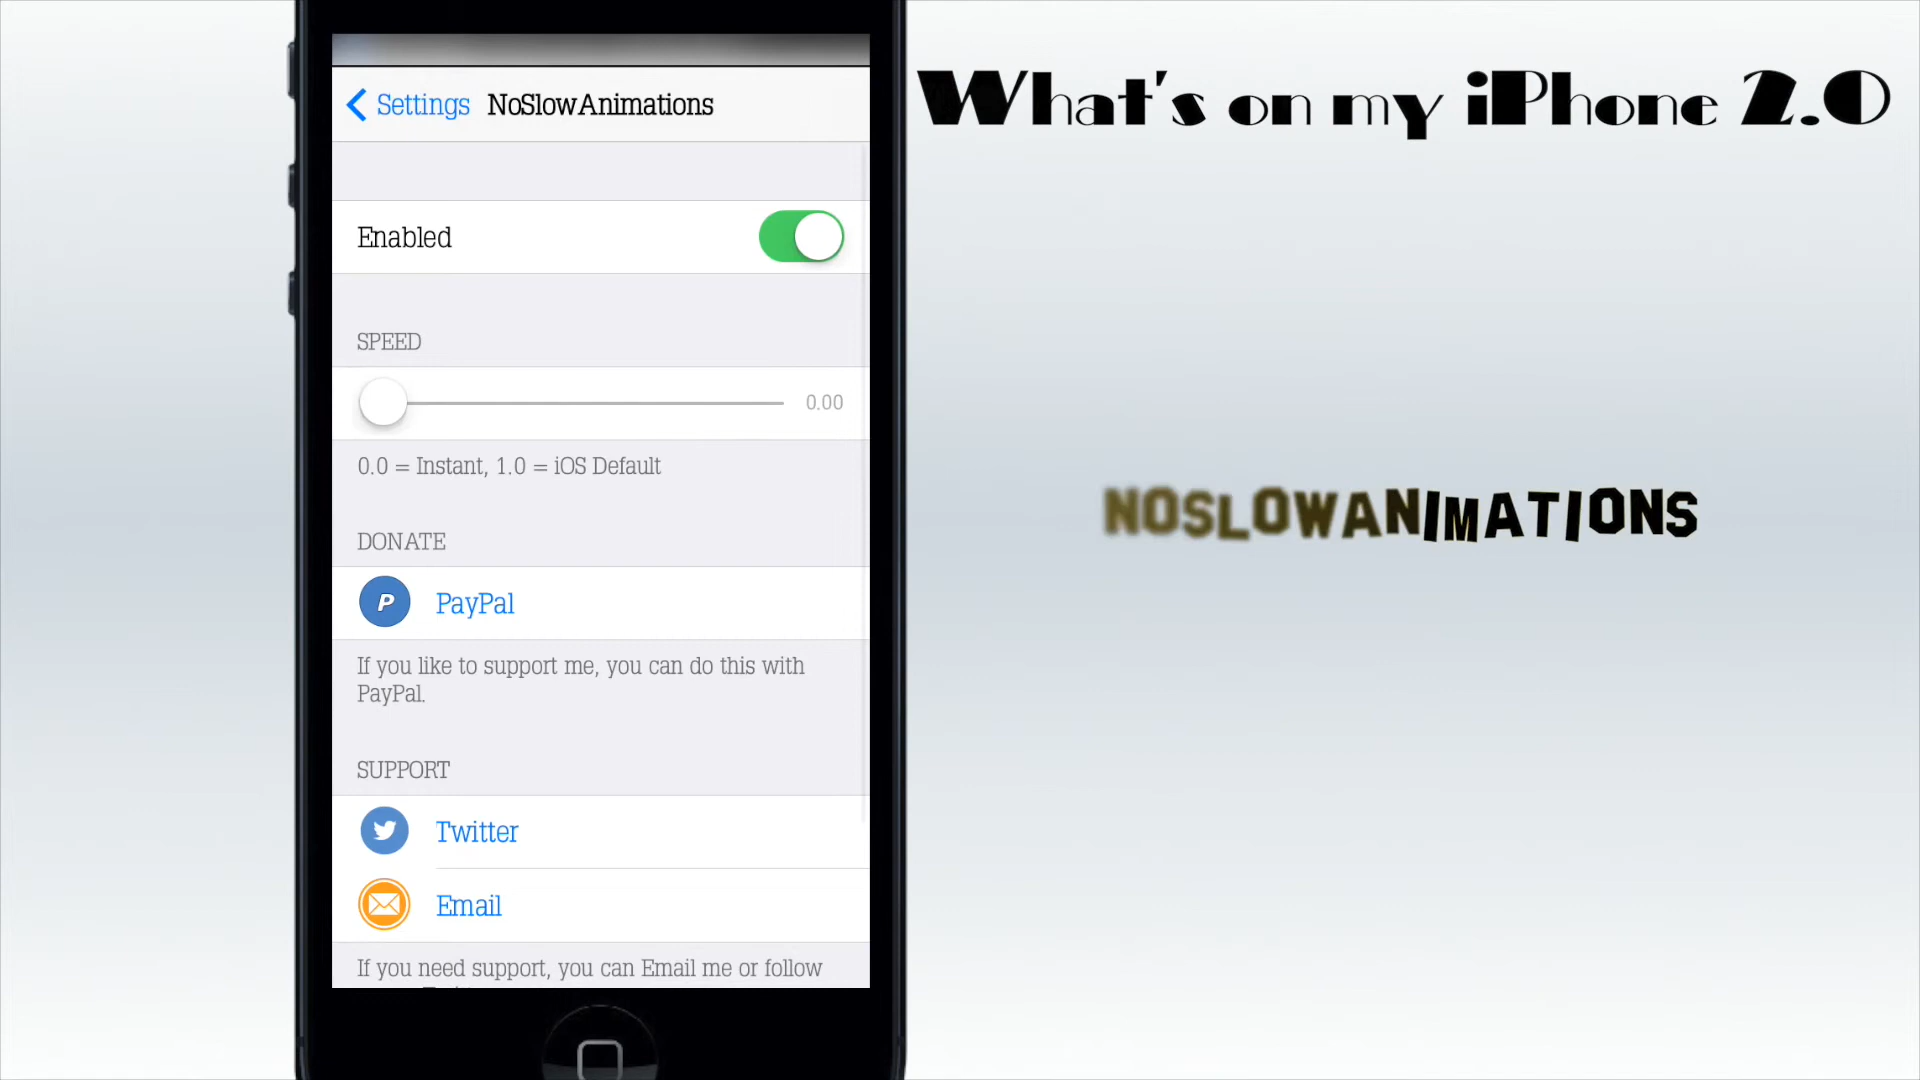 What's on my iPhone 2.0
Settings NoSlowAnimations
Enabled
SPEED
0.00
0.0 = Instant, 1.0 = iOS Default
NOSLOWANIMATIONS
DONATE
P PayPal
If you like to support me, you can do this with
PayPal.
SUPPORT
Twitter
Email
If you need support, you can Email me or follow